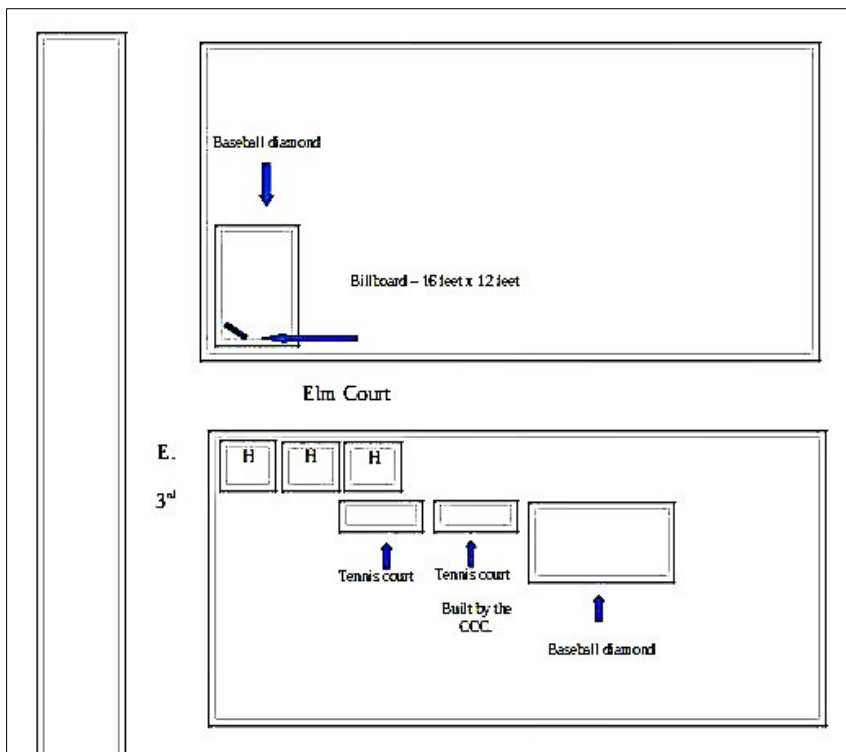 Baseball diamond
Billboard – 16 feet x 12 feet
Elm Court
E.
3rd
H H H
Tennis court Tennis court
Built by the
CCC.
Baseball diamond